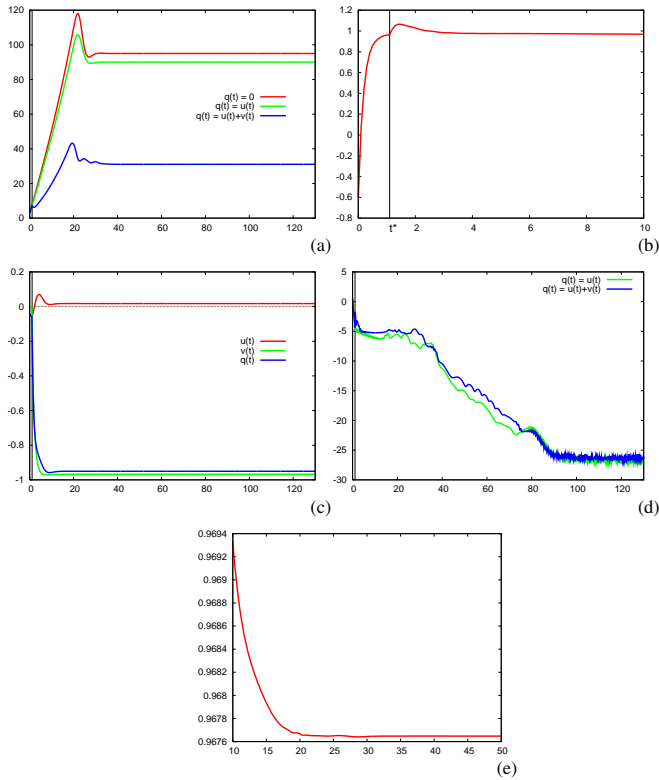 120
100
80
60
40
20
0
q(t) = 0
q(t) = u(t)
q(t) = u(t)+v(t)
0 20 40 60 80 100 120
(a)
1.2
1
0.8
0.6
0.4
0.2
0
-0.2
-0.4
-0.6
-0.8
0 t* 2 4 6 8 10
(b)
0.2
0
-0.2
-0.4
-0.6
-0.8
-1
u(t)
v(t)
q(t)
0 20 40 60 80 100 120
(c)
5
0
-5
-10
-15
-20
-25
-30
q(t) = u(t)
q(t) = u(t)+v(t)
0 20 40 60 80 100 120
(d)
0.9694
0.969
0.9688
0.9686
0.9684
0.9682
0.968
0.9678
0.9676
10 15 20 25 30 35 40 45 50
(e)